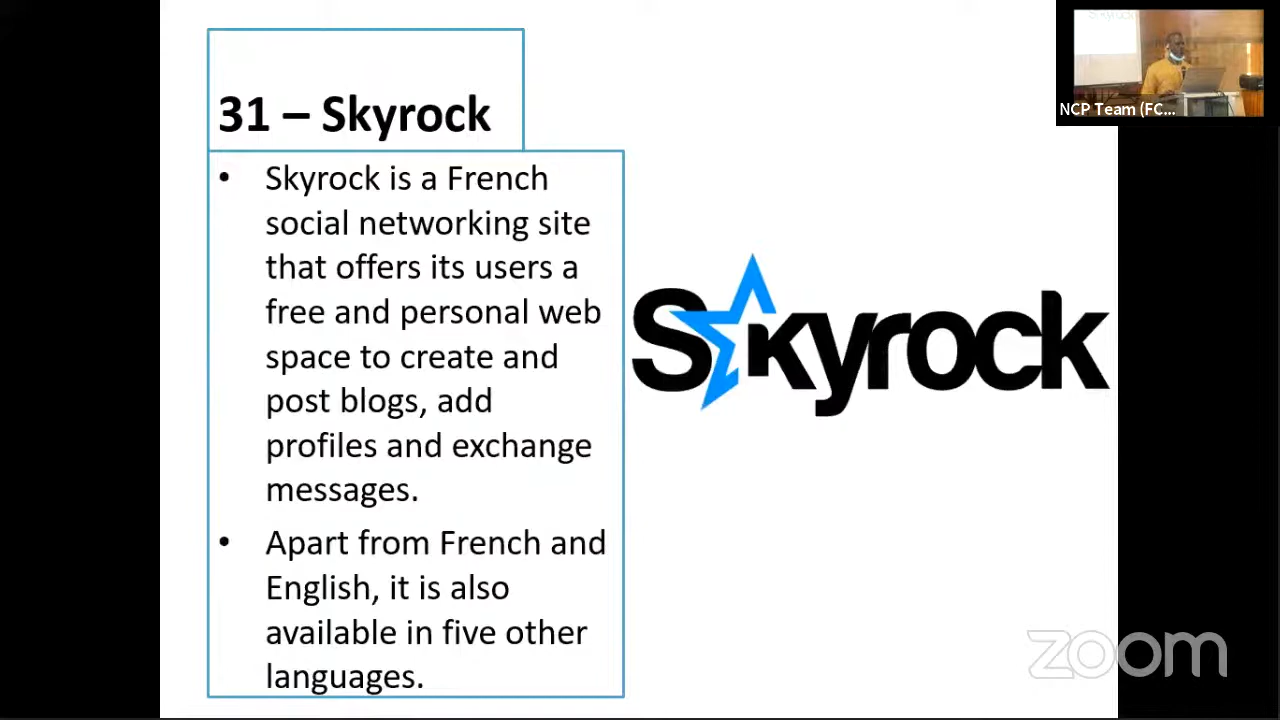 31 – Skyrock
• Skyrock is a French
social networking site
that offers its users a
free and personal web
space to create and
post blogs, add
profiles and exchange
messages.
• Apart from French and
English, it is also
available in five other
languages.
Skyrock
NCP Team (FC...
zoom